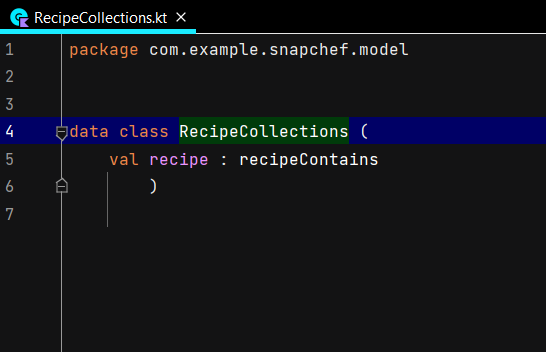 RecipeCollections.kt
1 package com.example.snapchef.model
2
3
4 data class RecipeCollections (
5 val recipe : recipeContains
6 )
7